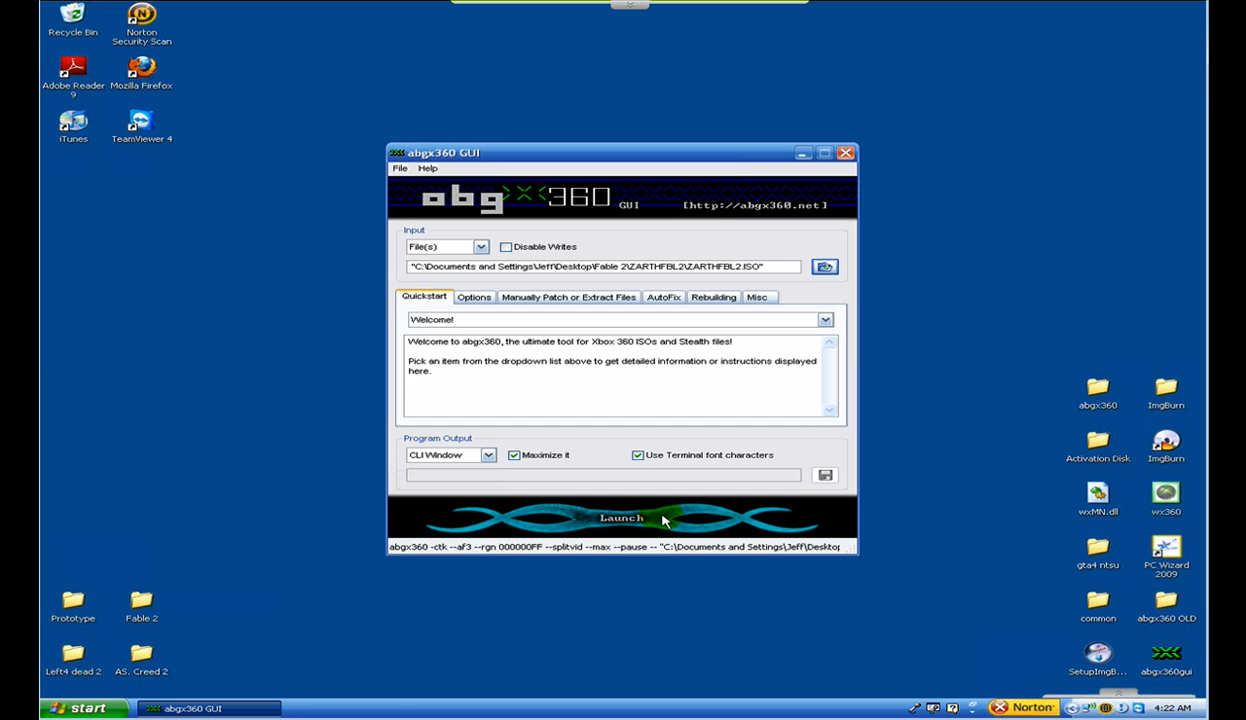 Recycle Bin
Norton
Security Scan
Adobe Reader
9
Mozilla Firefox
iTunes
TeamViewer 4
abgx360 GUI
File Help
abgx360 GUI [http://abgx360.net]
Input
File(s) Disable Writes
"C:\Documents and Settings\Jeff\Desktop\Fable 2\ZARTHFBL2\ZARTHFBL2.ISO"
Quickstart Options Manually Patch or Extract Files AutoFix Rebuilding Misc
Welcome!
Welcome to abgx360, the ultimate tool for Xbox 360 ISOs and Stealth files!
Pick an item from the dropdown list above to get detailed information or instructions displayed
here.
Program Output
CLI Window Maximize it Use Terminal font characters
Launch
abgx360 -ctk --af3 --rgn 000000FF --splitvid --max --pause -- "C:\Documents and Settings\Jeff\Desktop
abgx360
ImgBurn
Activation Disk
ImgBurn
wxMN.dll
wx360
gta4 ntsu
PC Wizard
2009
common
abgx360 OLD
SetupImgB...
abgx360gui
Prototype
Fable 2
Left4 dead 2
AS. Creed 2
start
abgx360 GUI
Norton
4:22 AM